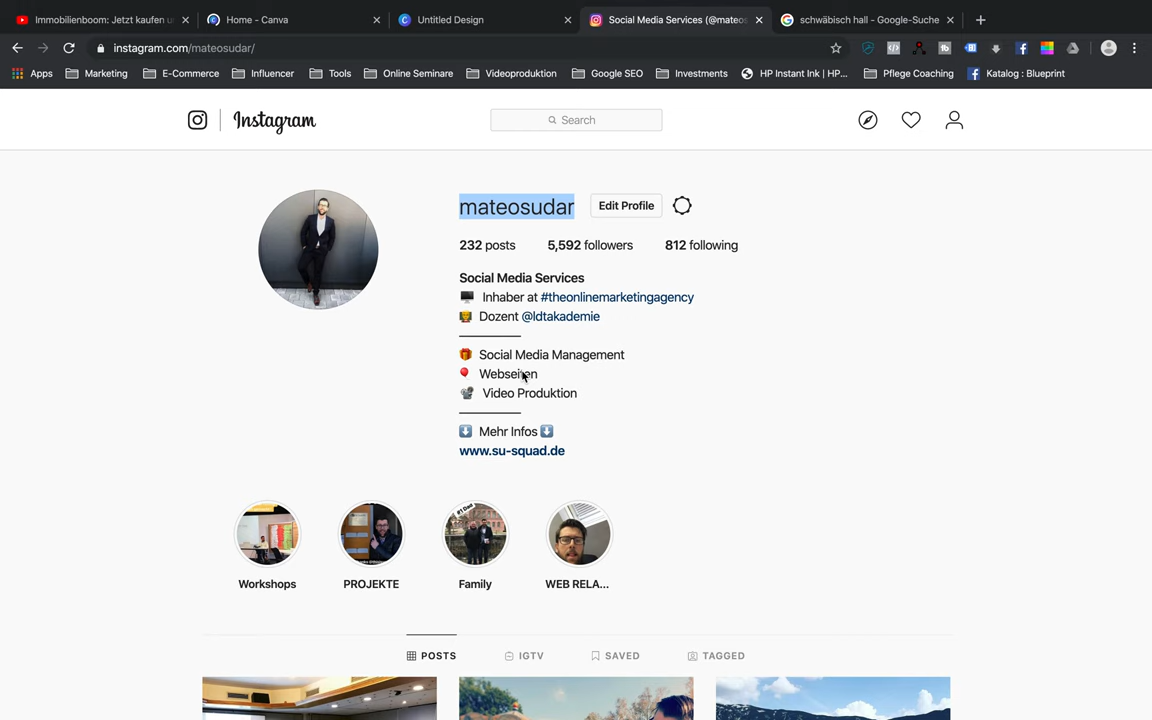 Immobilienboom: Jetzt kaufen u
Home - Canva
Untitled Design
Social Media Services (@mateos
schwäbisch hall - Google-Suche
instagram.com/mateosudar/
Apps
Marketing
E-Commerce
Influencer
Tools
Online Seminare
Videoproduktion
Google SEO
Investments
HP Instant Ink | HP...
Pflege Coaching
Katalog : Blueprint
Instagram
Search
mateosudar
Edit Profile
232 posts
5,592 followers
812 following
Social Media Services
Inhaber at #theonlinemarketingagency
Dozent @ldtakademie
Social Media Management
Webseiten
Video Produktion
Mehr Infos
www.su-squad.de
#1 Dad
Workshops
PROJEKTE
Family
WEB RELA...
POSTS
IGTV
SAVED
TAGGED